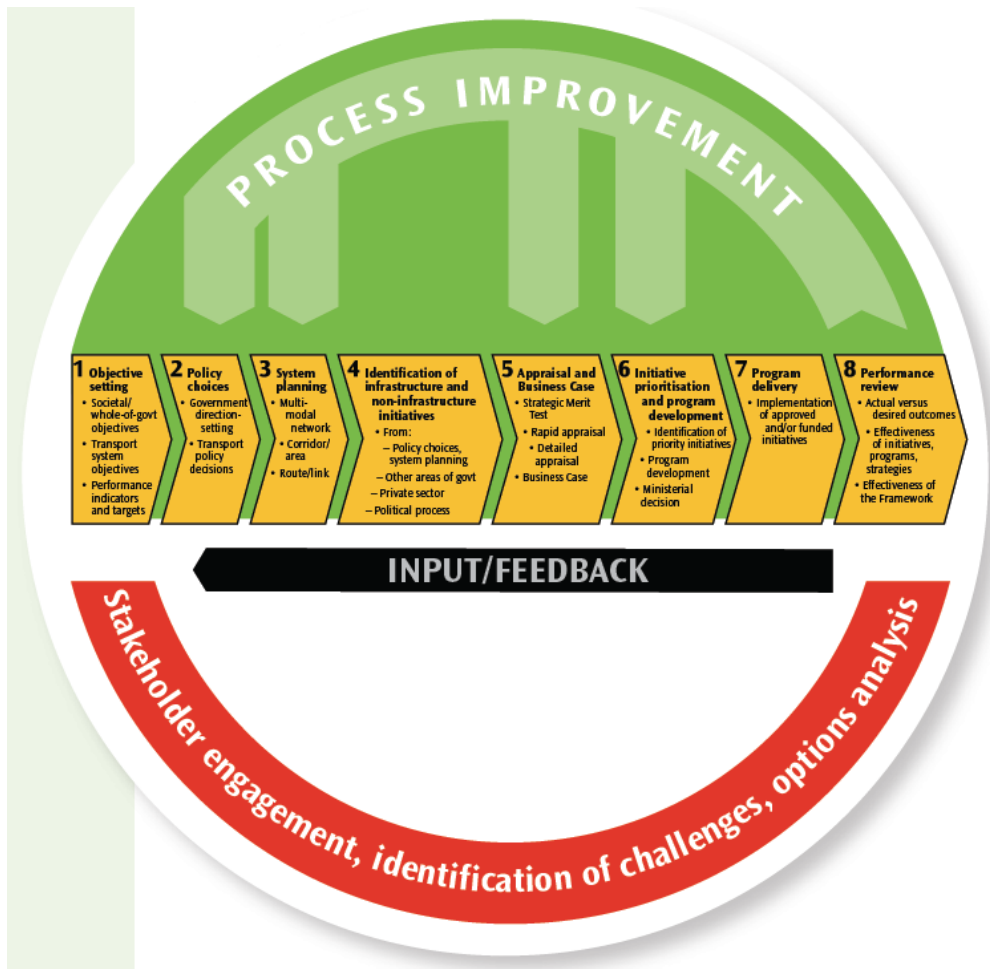 PROCESS IMPROVEMENT
1 Objective
setting
• Societal/
whole-of-govt
objectives
• Transport
system
objectives
• Performance
indicators
and targets
2 Policy
choices
• Government
direction-
setting
• Transport
policy
decisions
3 System
planning
• Multi-
modal
network
• Corridor/
area
• Route/link
4 Identification of
infrastructure and
non-infrastructure
initiatives
• From:
– Policy choices,
system planning
– Other areas of govt
– Private sector
– Political process
5 Appraisal and
Business Case
• Strategic Merit
Test
• Rapid appraisal
• Detailed
appraisal
• Business Case
6 Initiative
prioritisation
and program
development
• Identification of
priority initiatives
• Program
development
• Ministerial
decision
7 Program
delivery
• Implementation
of approved
and/or funded
initiatives
8 Performance
review
• Actual versus
desired outcomes
• Effectiveness
of initiatives,
programs,
strategies
• Effectiveness of
the Framework
INPUT/FEEDBACK
Stakeholder engagement, identification of challenges, options analysis